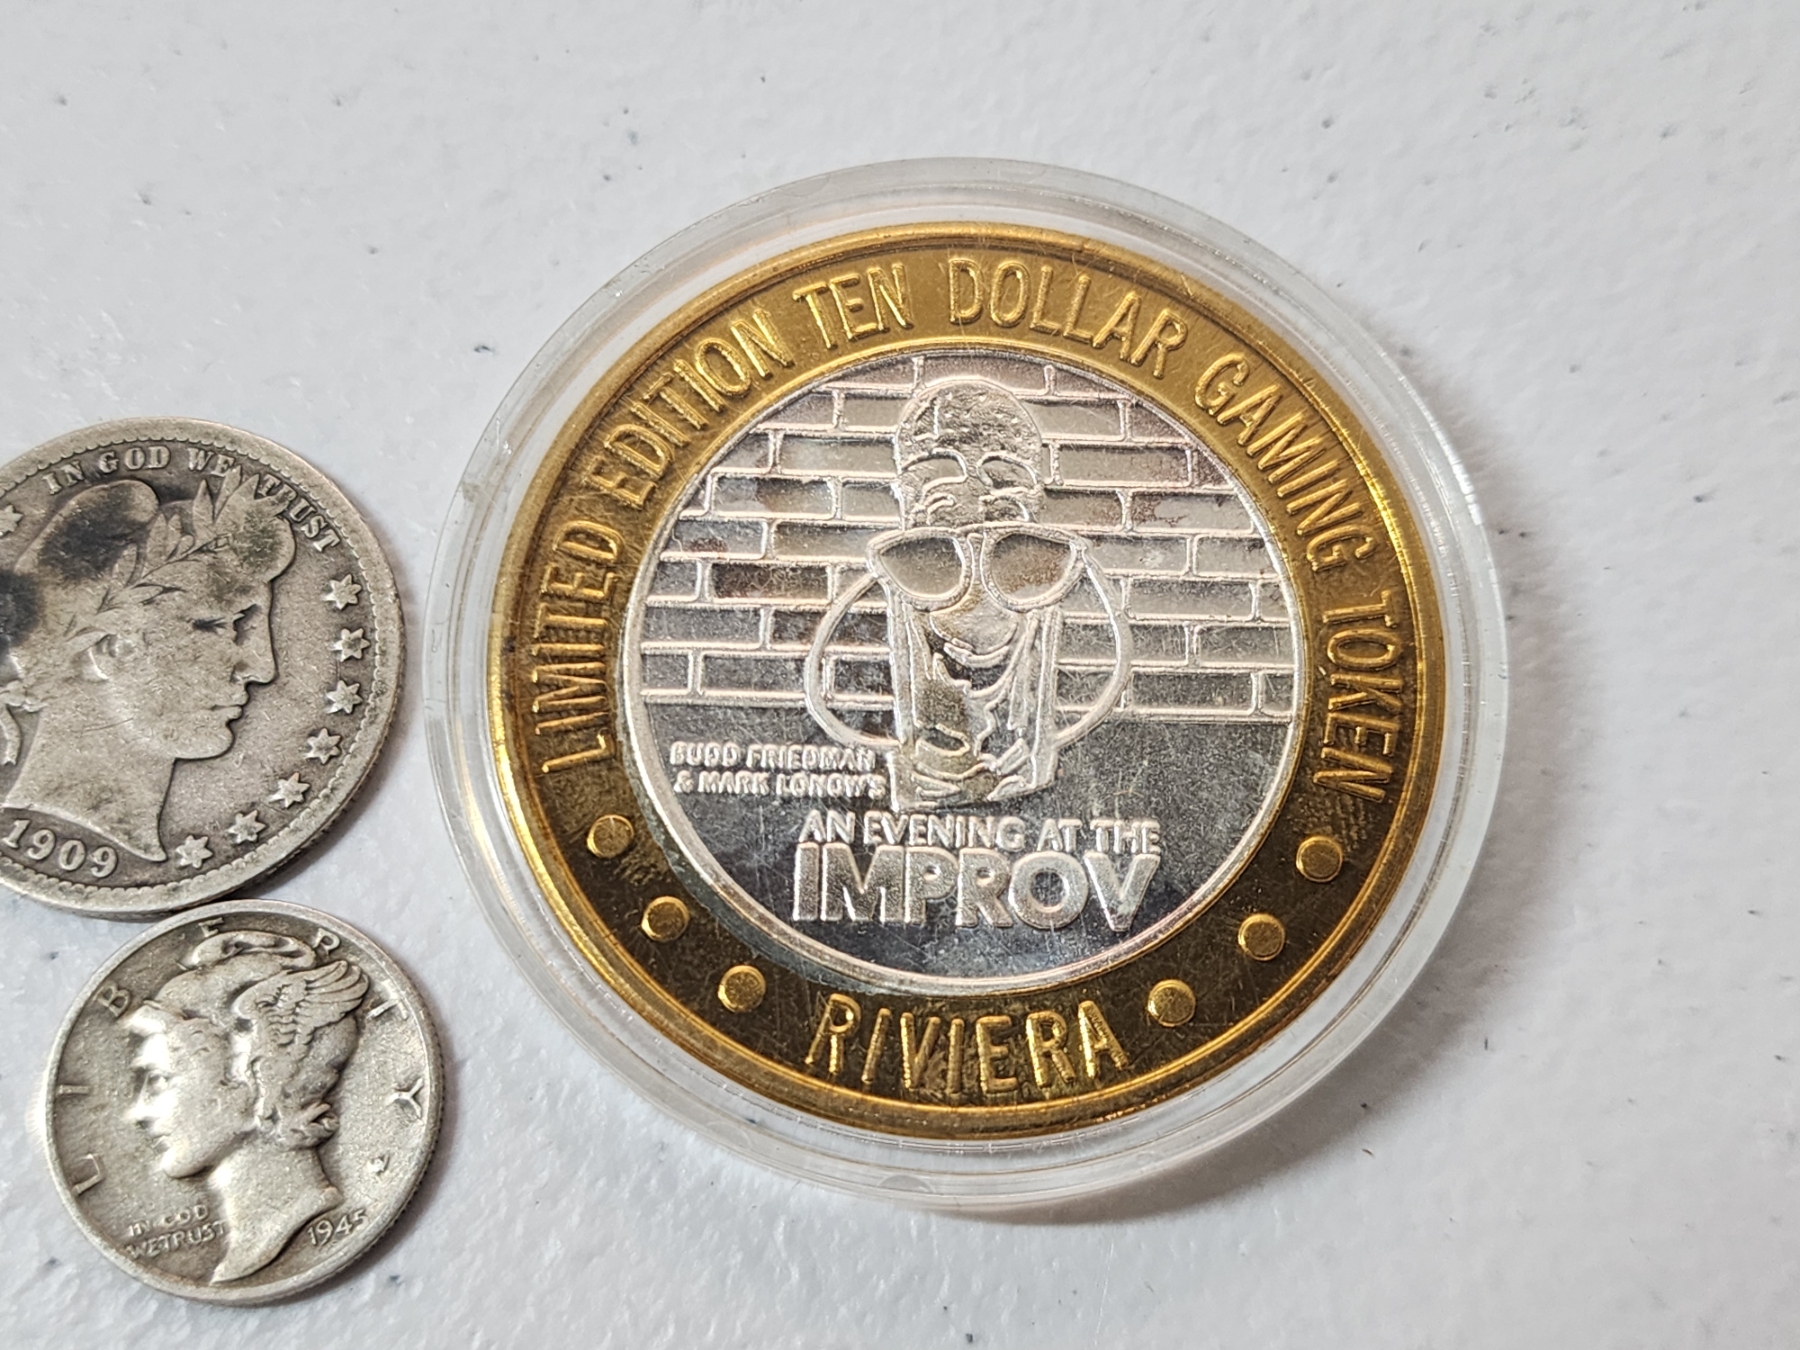 LIMITED EDITION TEN DOLLAR GAMING TOKEN
BUDD FRIEDMAN
& MARK LONOW'S
AN EVENING AT THE
IMPROV
RIVIERA
IN GOD WE TRUST
1909
LIBERTY
IN GOD
WE TRUST
1945